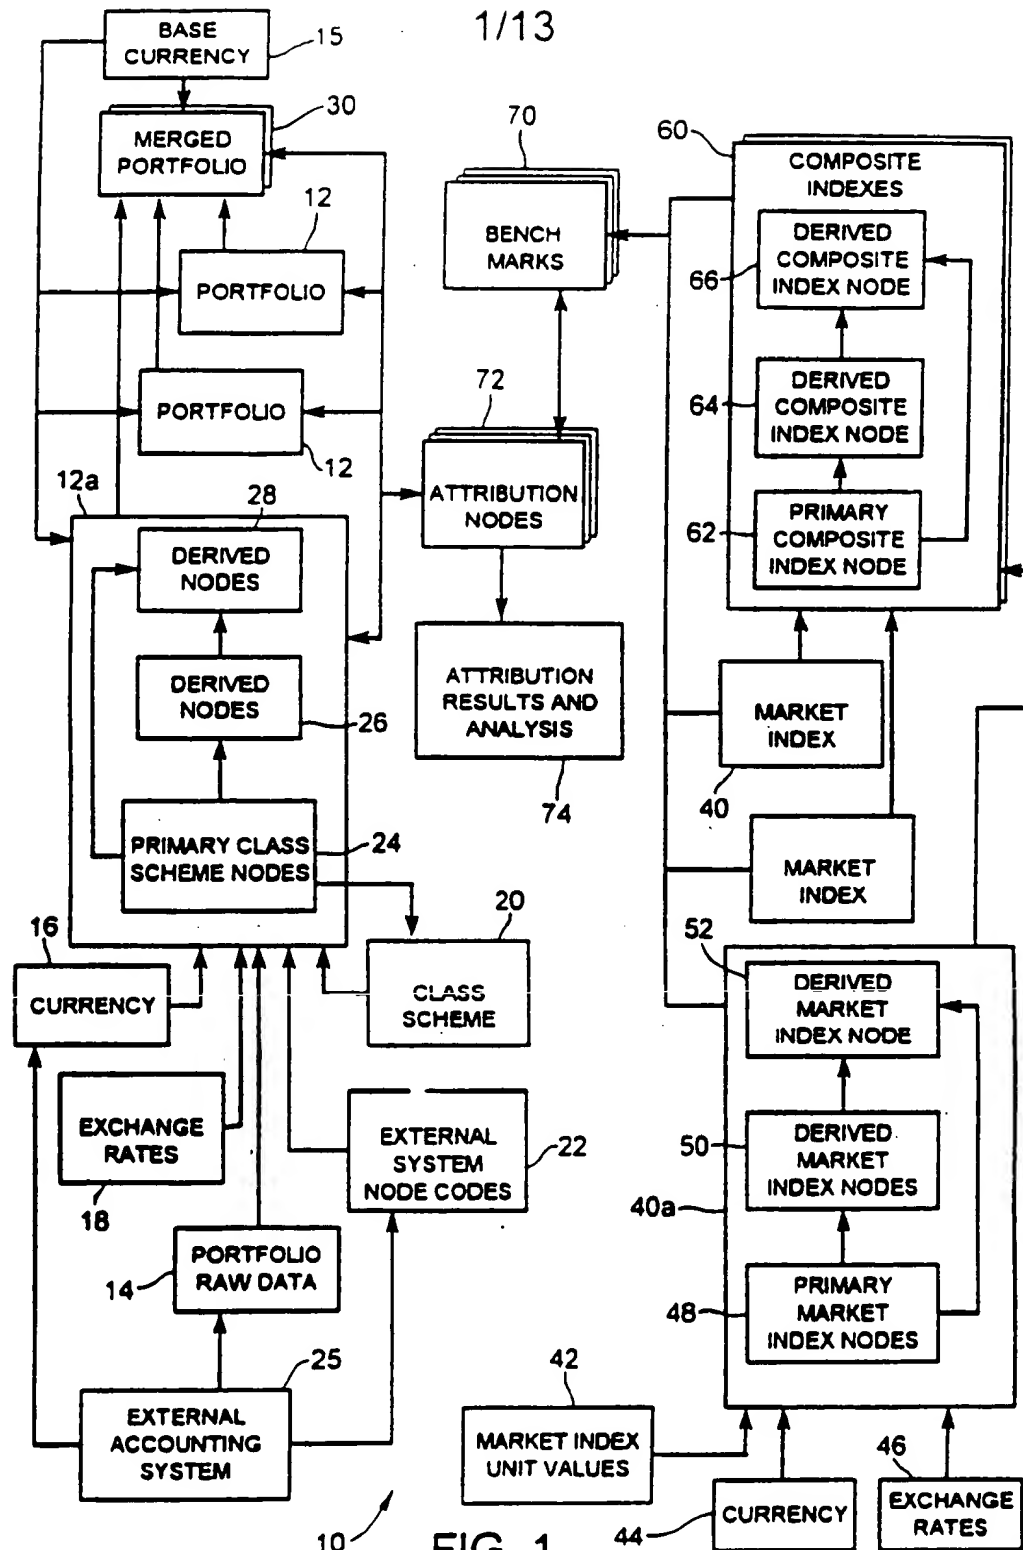 1/13
BASE
CURRENCY
15
30
MERGED
PORTFOLIO
12
PORTFOLIO
PORTFOLIO
12
12a
28
DERIVED
NODES
DERIVED
NODES
26
PRIMARY CLASS
SCHEME NODES
24
20
CLASS
SCHEME
16
CURRENCY
EXCHANGE
RATES
18
EXTERNAL
SYSTEM
NODE CODES
22
PORTFOLIO
RAW DATA
14
25
EXTERNAL
ACCOUNTING
SYSTEM
70
BENCH
MARKS
72
ATTRIBUTION
NODES
ATTRIBUTION
RESULTS AND
ANALYSIS
74
60
COMPOSITE
INDEXES
DERIVED
COMPOSITE
INDEX NODE
66
DERIVED
COMPOSITE
INDEX NODE
64
PRIMARY
COMPOSITE
INDEX NODE
62
MARKET
INDEX
40
MARKET
INDEX
52
DERIVED
MARKET
INDEX NODE
50
DERIVED
MARKET
INDEX NODES
40a
48
PRIMARY
MARKET
INDEX NODES
42
MARKET INDEX
UNIT VALUES
44
CURRENCY
46
EXCHANGE
RATES
10
FIG. 1